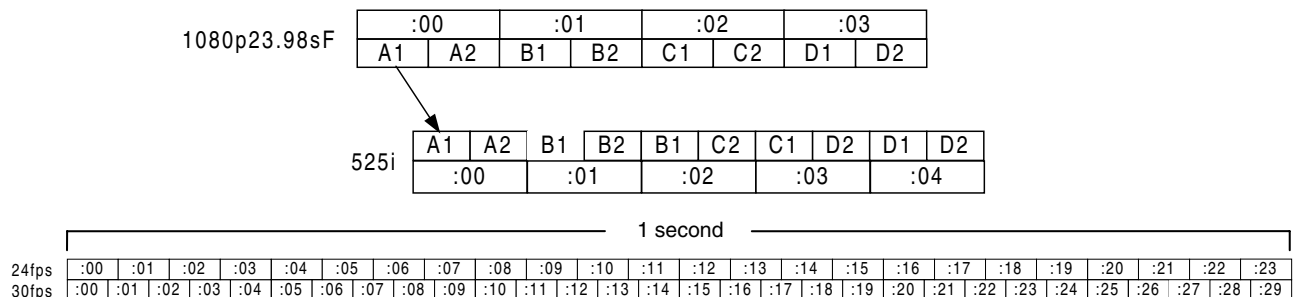 :00 :01 :02 :03
1080p23.98sF
A1 A2 B1 B2 C1 C2 D1 D2
A1 A2 B1 B2 B1 C2 C1 D2 D1 D2
525i
:00 :01 :02 :03 :04
1 second
24fps :00 :01 :02 :03 :04 :05 :06 :07 :08 :09 :10 :11 :12 :13 :14 :15 :16 :17 :18 :19 :20 :21 :22 :23
30fps :00 :01 :02 :03 :04 :05 :06 :07 :08 :09 :10 :11 :12 :13 :14 :15 :16 :17 :18 :19 :20 :21 :22 :23 :24 :25 :26 :27 :28 :29